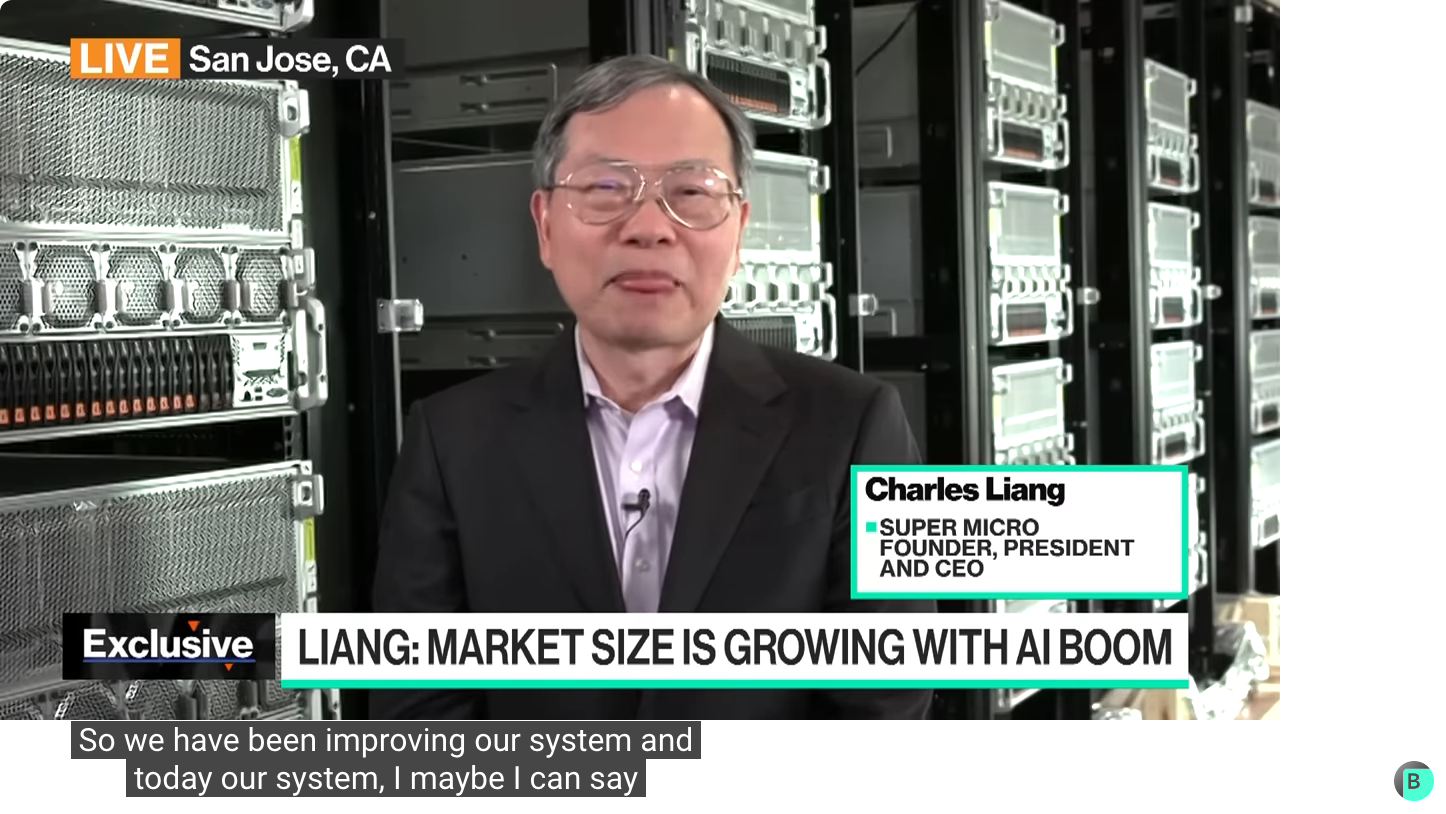 LIVE San Jose, CA
Charles Liang
SUPER MICRO
FOUNDER, PRESIDENT
AND CEO
Exclusive
LIANG: MARKET SIZE IS GROWING WITH AI BOOM
So we have been improving our system and
today our system, I maybe I can say
B